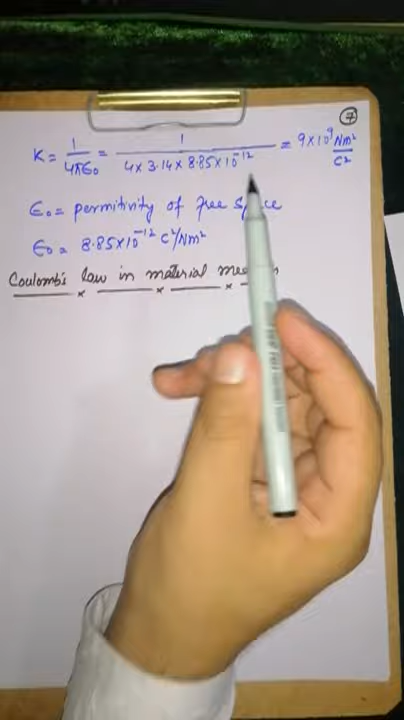 7
K = 1/4πε₀ = 1/4 × 3.14 × 8.85×10⁻¹² = 9×10⁹ Nm²/C²
ε₀ = permitivity of free space
ε₀ = 8.85×10⁻¹² C²/Nm²
Coulomb's law in material